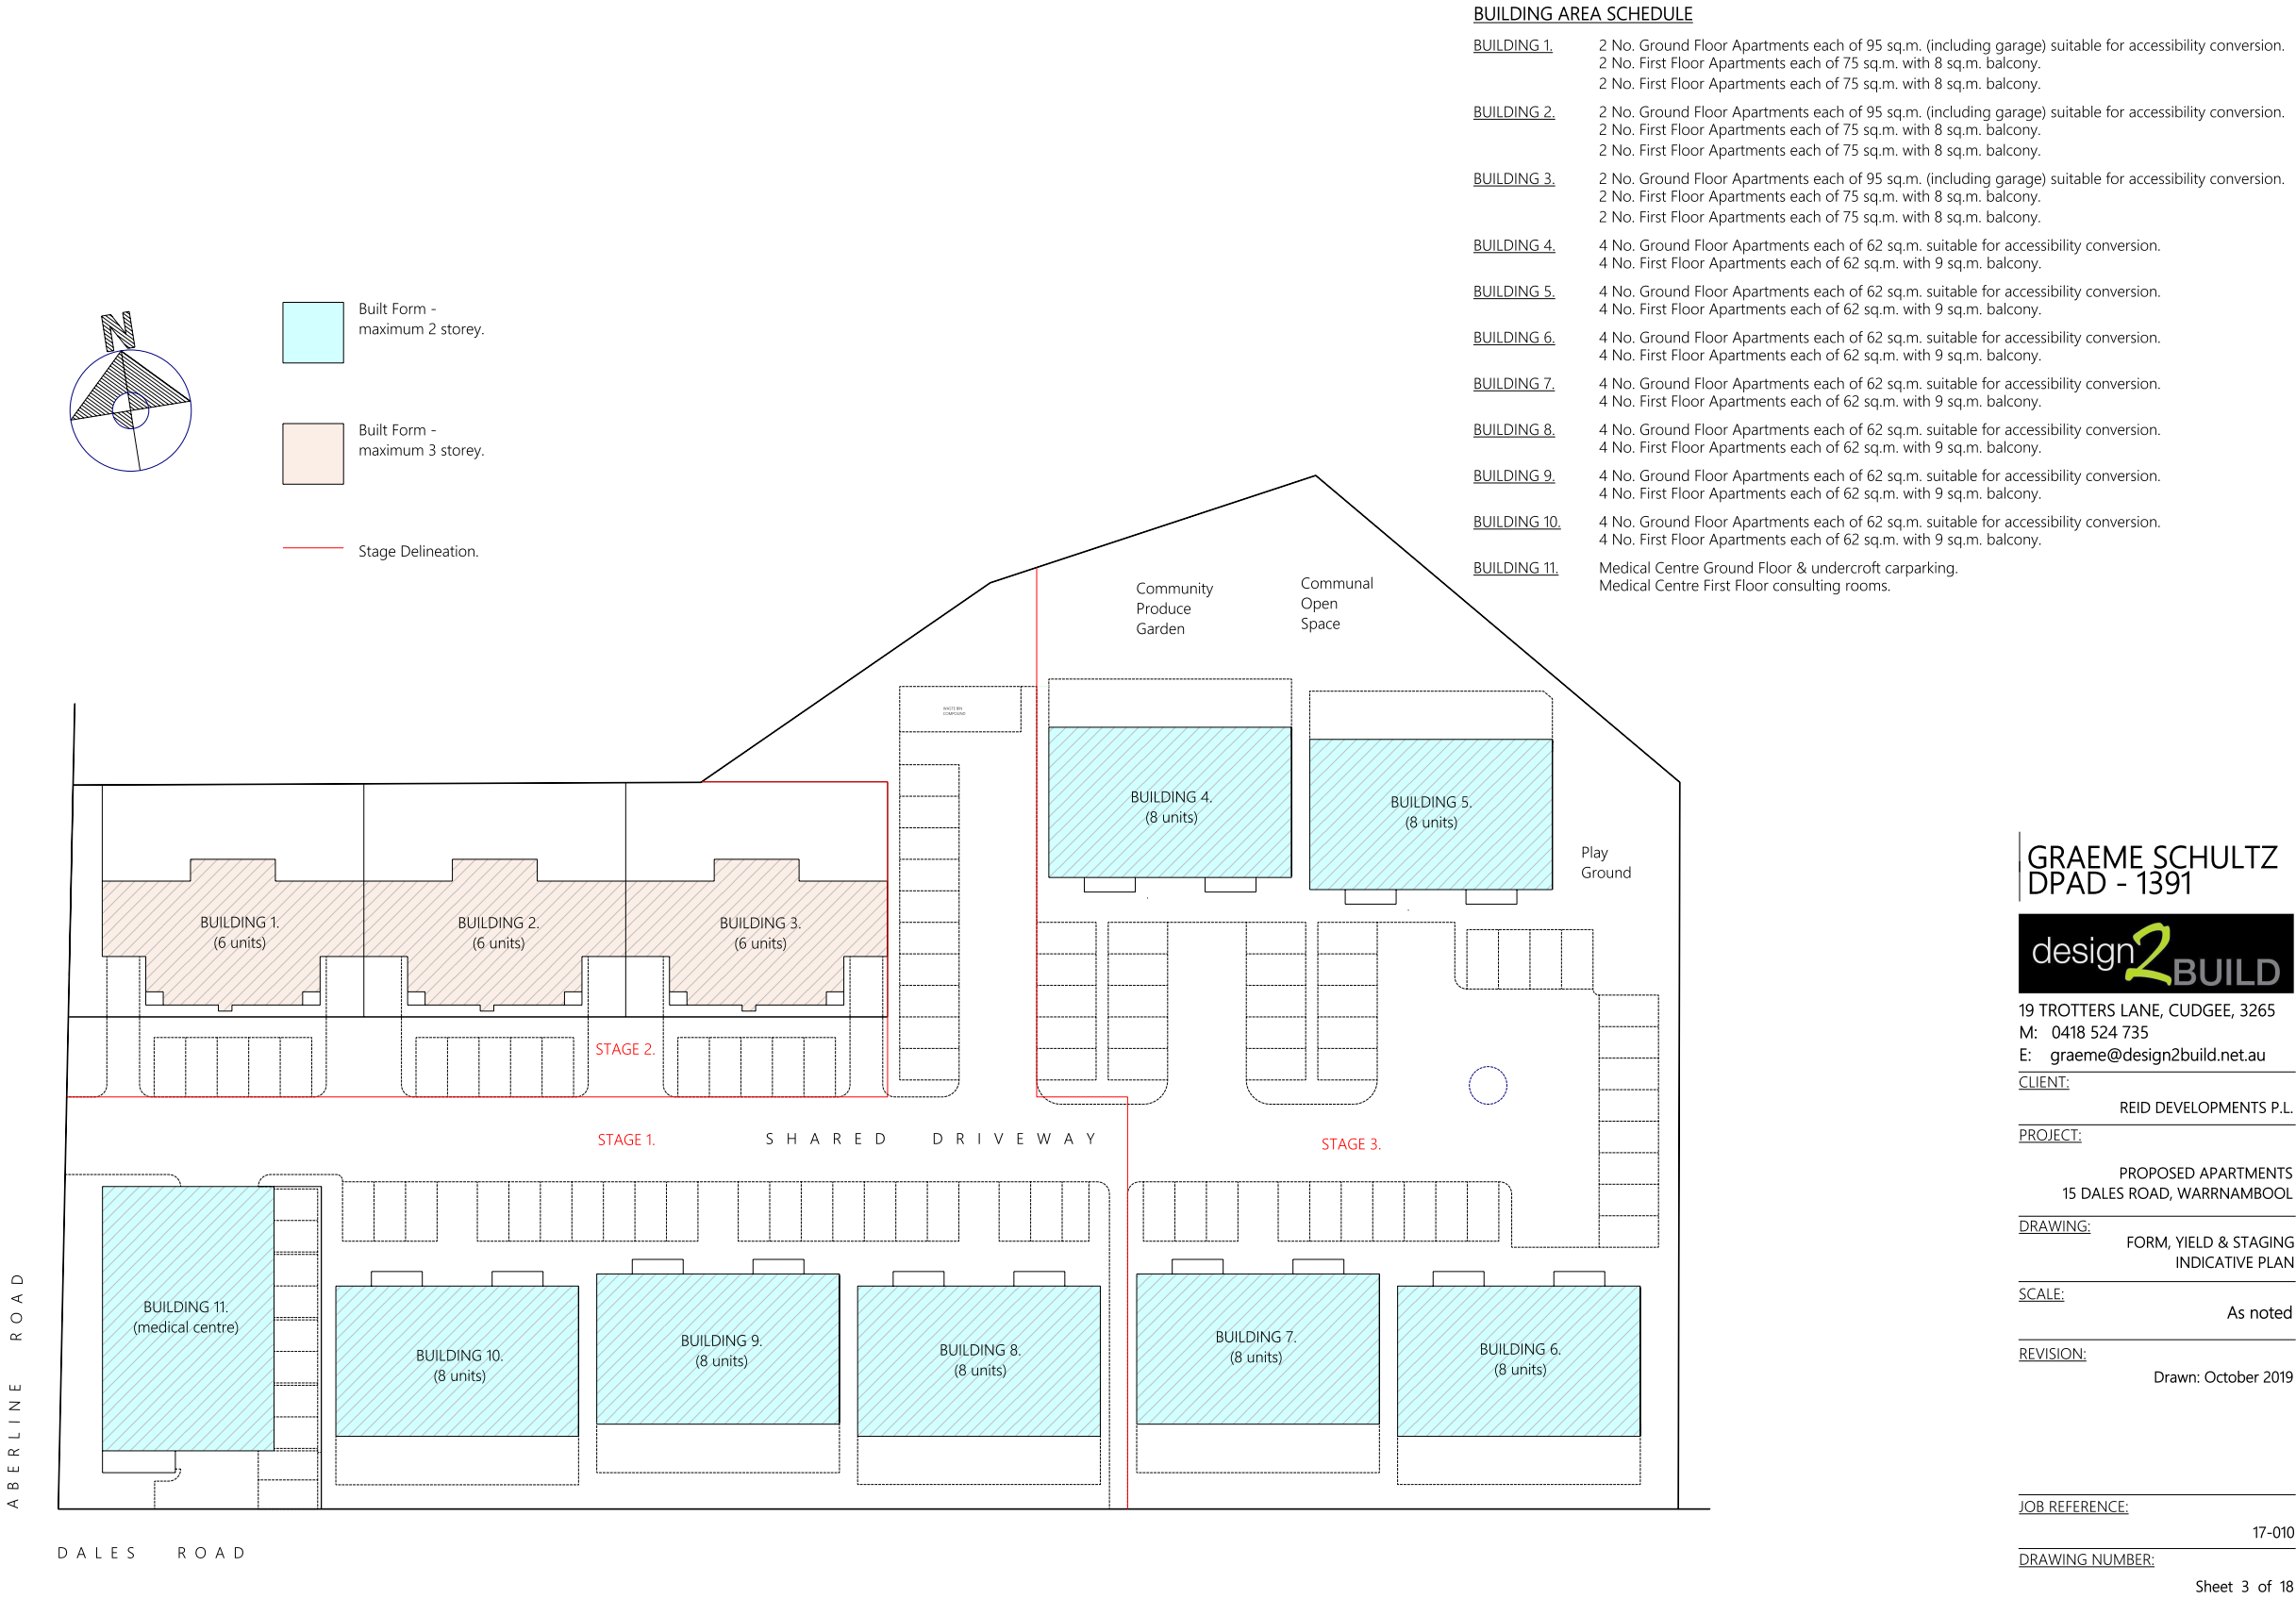 BUILDING AREA SCHEDULE
BUILDING 1. 2 No. Ground Floor Apartments each of 95 sq.m. (including garage) suitable for accessibility conversion.
2 No. First Floor Apartments each of 75 sq.m. with 8 sq.m. balcony.
2 No. First Floor Apartments each of 75 sq.m. with 8 sq.m. balcony.
BUILDING 2. 2 No. Ground Floor Apartments each of 95 sq.m. (including garage) suitable for accessibility conversion.
2 No. First Floor Apartments each of 75 sq.m. with 8 sq.m. balcony.
2 No. First Floor Apartments each of 75 sq.m. with 8 sq.m. balcony.
BUILDING 3. 2 No. Ground Floor Apartments each of 95 sq.m. (including garage) suitable for accessibility conversion.
2 No. First Floor Apartments each of 75 sq.m. with 8 sq.m. balcony.
2 No. First Floor Apartments each of 75 sq.m. with 8 sq.m. balcony.
BUILDING 4. 4 No. Ground Floor Apartments each of 62 sq.m. suitable for accessibility conversion.
4 No. First Floor Apartments each of 62 sq.m. with 9 sq.m. balcony.
BUILDING 5. 4 No. Ground Floor Apartments each of 62 sq.m. suitable for accessibility conversion.
4 No. First Floor Apartments each of 62 sq.m. with 9 sq.m. balcony.
BUILDING 6. 4 No. Ground Floor Apartments each of 62 sq.m. suitable for accessibility conversion.
4 No. First Floor Apartments each of 62 sq.m. with 9 sq.m. balcony.
BUILDING 7. 4 No. Ground Floor Apartments each of 62 sq.m. suitable for accessibility conversion.
4 No. First Floor Apartments each of 62 sq.m. with 9 sq.m. balcony.
BUILDING 8. 4 No. Ground Floor Apartments each of 62 sq.m. suitable for accessibility conversion.
4 No. First Floor Apartments each of 62 sq.m. with 9 sq.m. balcony.
BUILDING 9. 4 No. Ground Floor Apartments each of 62 sq.m. suitable for accessibility conversion.
4 No. First Floor Apartments each of 62 sq.m. with 9 sq.m. balcony.
BUILDING 10. 4 No. Ground Floor Apartments each of 62 sq.m. suitable for accessibility conversion.
4 No. First Floor Apartments each of 62 sq.m. with 9 sq.m. balcony.
BUILDING 11. Medical Centre Ground Floor & undercroft carparking.
Medical Centre First Floor consulting rooms.
N
Built Form -
maximum 2 storey.
Built Form -
maximum 3 storey.
Stage Delineation.
Community
Produce
Garden
Communal
Open
Space
WASTE BIN
COMPOUND
BUILDING 4.
(8 units)
BUILDING 5.
(8 units)
Play
Ground
BUILDING 1.
(6 units)
BUILDING 2.
(6 units)
BUILDING 3.
(6 units)
STAGE 2.
STAGE 1.
SHARED DRIVEWAY
STAGE 3.
BUILDING 11.
(medical centre)
BUILDING 10.
(8 units)
BUILDING 9.
(8 units)
BUILDING 8.
(8 units)
BUILDING 7.
(8 units)
BUILDING 6.
(8 units)
ABERLINE ROAD
DALES ROAD
GRAEME SCHULTZ
DPAD - 1391
design2BUILD
19 TROTTERS LANE, CUDGEE, 3265
M: 0418 524 735
E: graeme@design2build.net.au
CLIENT:
REID DEVELOPMENTS P.L.
PROJECT:
PROPOSED APARTMENTS
15 DALES ROAD, WARRNAMBOOL
DRAWING:
FORM, YIELD & STAGING
INDICATIVE PLAN
SCALE:
As noted
REVISION:
Drawn: October 2019
JOB REFERENCE:
17-010
DRAWING NUMBER:
Sheet 3 of 18